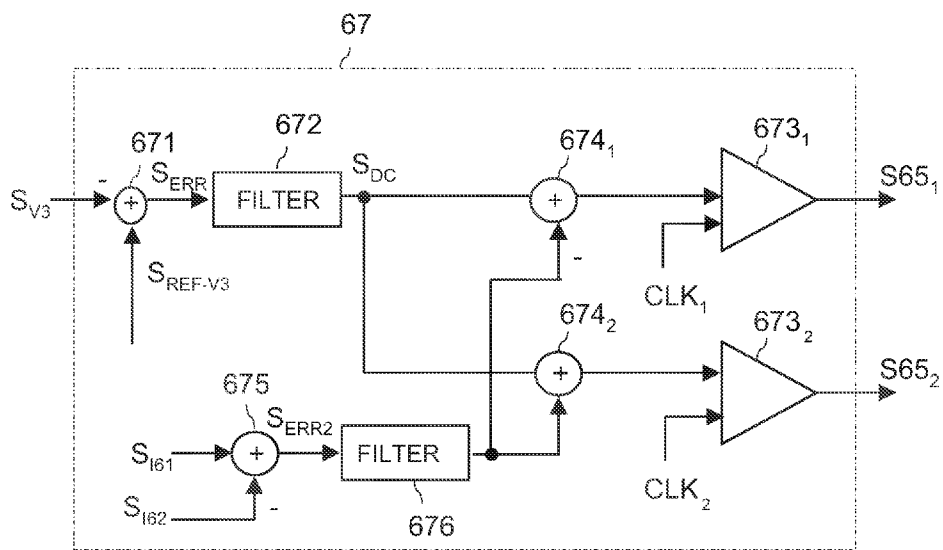 67
671
S_ERR
672
FILTER
S_DC
674₁
673₁
S65₁
-
+
+
S_V3
S_REF-V3
-
CLK₁
674₂
673₂
S65₂
+
675
S_ERR2
FILTER
S_I61
+
S_I62
-
676
CLK₂